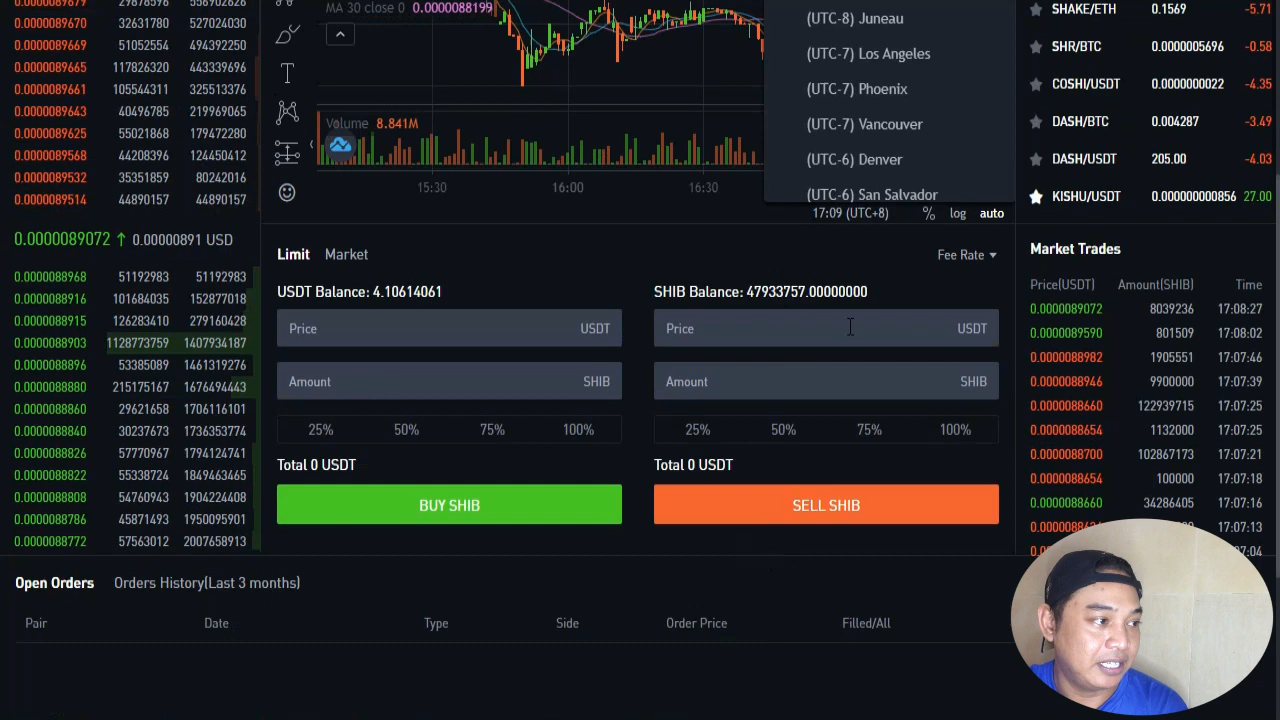 32631780 527024030
0.0000089669 51052554 494392250
0.0000089665 117826320 443339696
0.0000089661 105544311 325513376
40496785 219969065
0.0000089625 55021868 179472280
0.0000089568 34155159 124450412
0.0000089532 35351859 80242016
0.0000089514 44890157 44890157
0.0000089072 ↑ 0.00000891 USD
0.0000088968 51192983 51192983
0.0000088916 101684035 152877018
0.0000088915 126283410 279160428
0.0000088903 1128773759 1407934187
0.0000088896 53385089 1461319276
0.0000088880 215175167 1676494443
0.0000088860 29621658 1706116101
0.0000088840 30237673 1736353774
0.0000088826 57770967 1794124741
0.0000088822 55338724 1849463465
0.0000088808 54760943 1904224408
0.0000088786 45871493 1950095901
0.0000088772 57563012 2007658913
MA 30 close 0 0.0000088199
Volume 8.841M
15:30 16:00 16:30
(UTC-8) Juneau
(UTC-7) Los Angeles
(UTC-7) Phoenix
(UTC-7) Vancouver
(UTC-6) Denver
(UTC-6) San Salvador
17:09 (UTC+8) % log auto
Limit Market
Fee Rate
USDT Balance: 4.10614061
Price USDT
Amount SHIB
25% 50% 75% 100%
Total 0 USDT
BUY SHIB
SHIB Balance: 47933757.00000000
Price USDT
Amount SHIB
25% 50% 75% 100%
Total 0 USDT
SELL SHIB
SHAKE/ETH 0.1569 -5.71
SHR/BTC 0.0000005696 -0.58
COSHI/USDT 0.000000022 -4.35
DASH/BTC 0.004287 -3.49
DASH/USDT 205.00 -4.03
KISHU/USDT 0.000000000856 27.00
Market Trades
Price(USDT) Amount(SHIB) Time
0.0000089072 8039236 17:08:27
0.0000089590 801509 17:08:02
0.0000088982 1905551 17:07:46
0.0000088946 9900000 17:07:39
0.0000088660 122939715 17:07:25
0.0000088654 1132000 17:07:25
0.0000088700 102867173 17:07:21
0.0000088654 100000 17:07:18
0.0000088660 34286405 17:07:16
17:07:13
Open Orders Orders History(Last 3 months)
Pair Date Type Side Order Price Filled/All